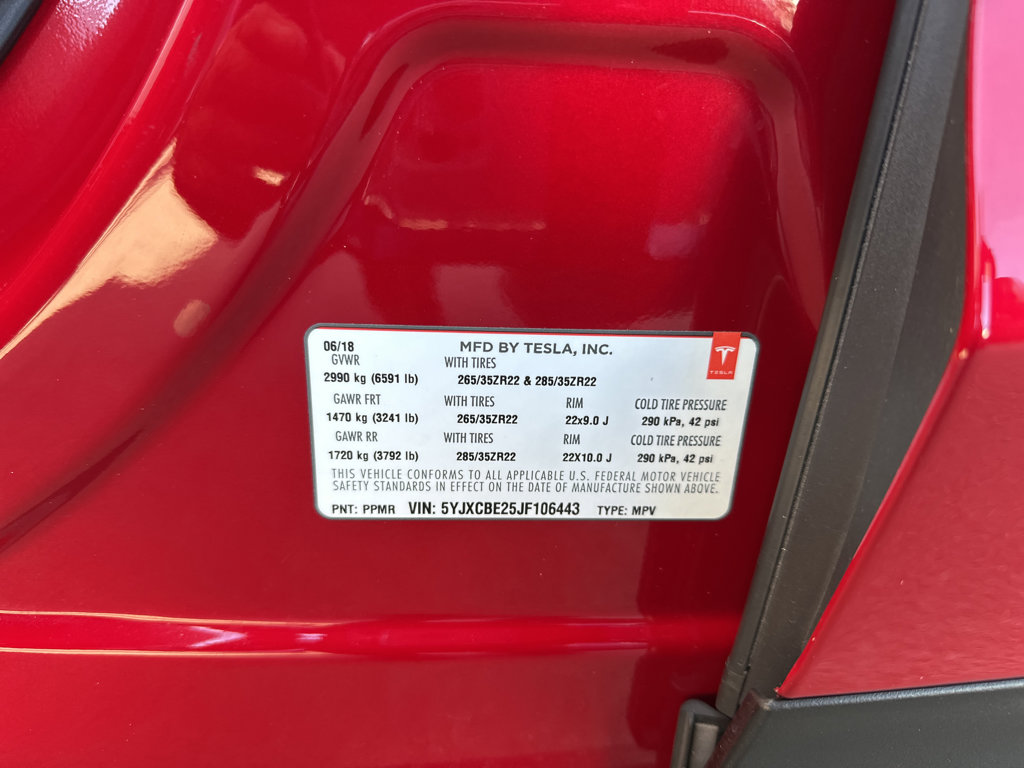 06/18 MFD BY TESLA, INC.
GVWR WITH TIRES
2990 kg (6591 lb) 265/35ZR22 & 285/35ZR22
TESLA
GAWR FRT WITH TIRES RIM COLD TIRE PRESSURE
1470 kg (3241 lb) 265/35ZR22 22x9.0 J 290 kPa, 42 psi
GAWR RR WITH TIRES RIM COLD TIRE PRESSURE
1720 kg (3792 lb) 285/35ZR22 22X10.0 J 290 kPa, 42 psi
THIS VEHICLE CONFORMS TO ALL APPLICABLE U.S. FEDERAL MOTOR VEHICLE
SAFETY STANDARDS IN EFFECT ON THE DATE OF MANUFACTURE SHOWN ABOVE.
PNT: PPMR VIN: 5YJXCBE25JF106443 TYPE: MPV